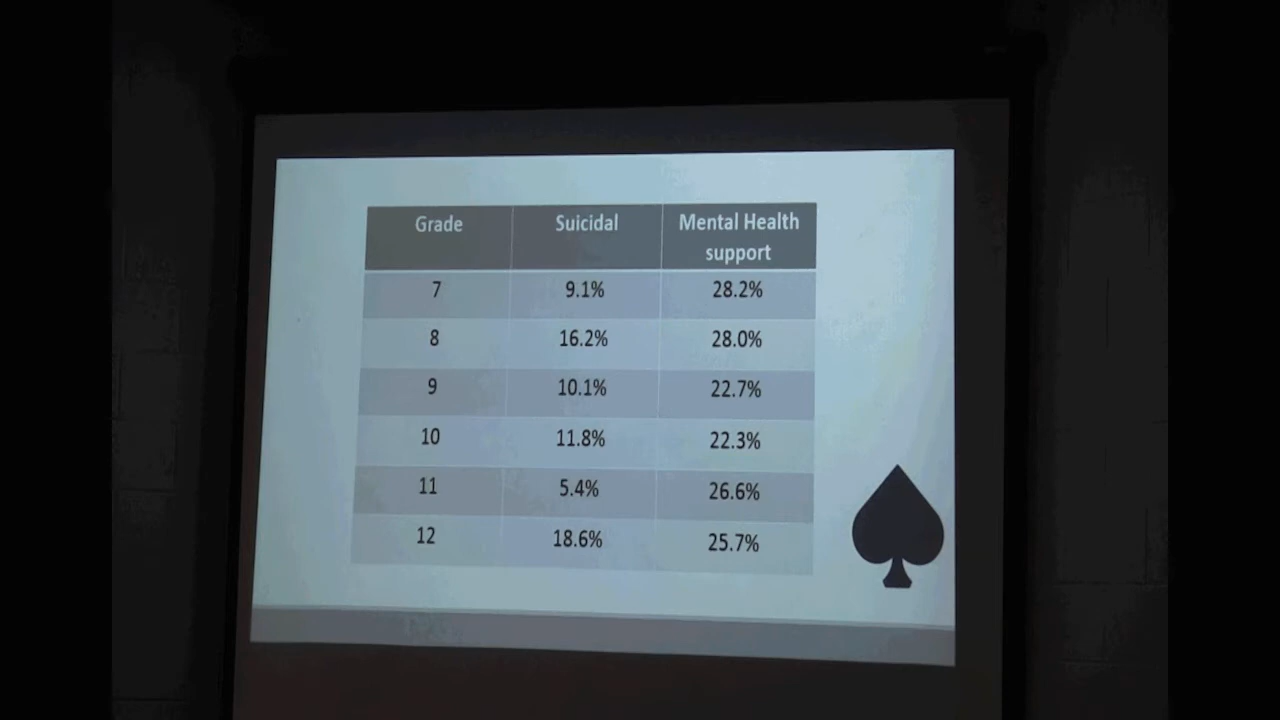 Grade Suicidal Mental Health
support
7 9.1% 28.2%
8 16.2% 28.0%
9 10.1% 22.7%
10 11.8% 22.3%
11 5.4% 26.6%
12 18.6% 25.7%